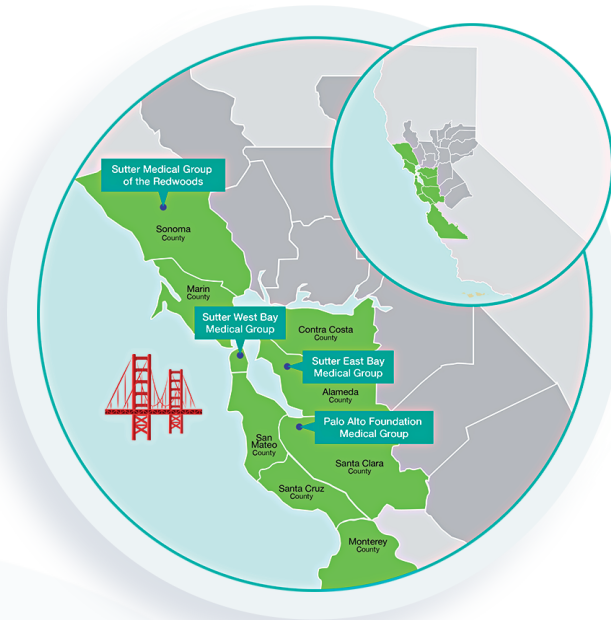 Sutter Medical Group
of the Redwoods
Sonoma
County
Marin
County
Sutter West Bay
Medical Group
Contra Costa
County
Sutter East Bay
Medical Group
Alameda
County
Palo Alto Foundation
Medical Group
San
Mateo
County
Santa Clara
County
Santa Cruz
County
Monterey
County